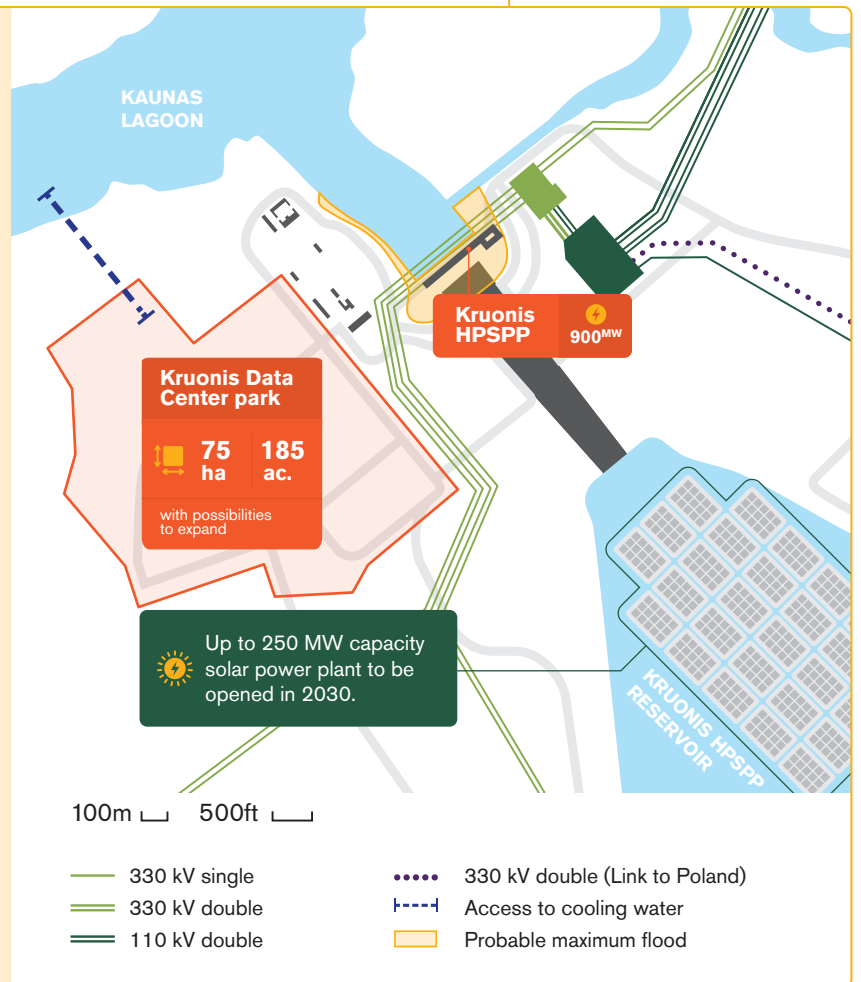 KAUNAS
LAGOON
Kruonis
HPSPP
900MW
Kruonis Data
Center park
75
ha
185
ac.
with possibilities
to expand
Up to 250 MW capacity
solar power plant to be
opened in 2030.
KRUONIS HPSPP
RESERVOIR
100m
500ft
330 kV single
330 kV double
110 kV double
330 kV double (Link to Poland)
Access to cooling water
Probable maximum flood